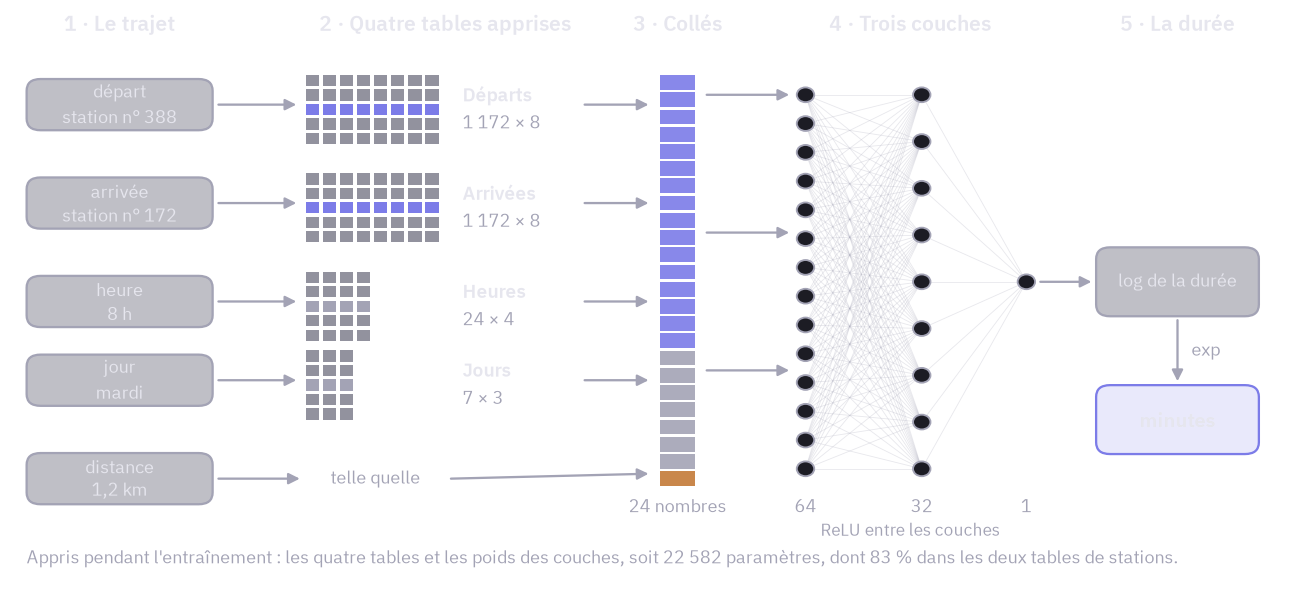 1 · Le trajet
2 · Quatre tables apprises
3 · Collés
4 · Trois couches
5 · La durée
départ
station n° 388
Départs
1 172 × 8
arrivée
station n° 172
Arrivées
1 172 × 8
heure
8 h
Heures
24 × 4
jour
mardi
Jours
7 × 3
distance
1,2 km
telle quelle
log de la durée
exp
minutes
24 nombres
64
32
1
ReLU entre les couches
Appris pendant l'entraînement : les quatre tables et les poids des couches, soit 22 582 paramètres, dont 83 % dans les deux tables de stations.